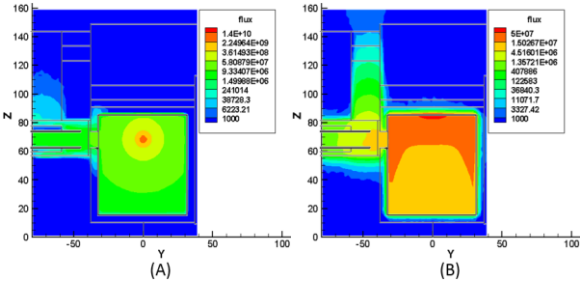 flux
1.4E+10
2.24964E+09
3.61493E+08
5.80879E+07
9.33407E+06
1.49988E+06
241014
38728.3
6223.21
1000
160
140
120
100
80
60
40
20
0
Z
-50
0
50
100
Y
(A)
flux
5E+07
1.50267E+07
4.51601E+06
1.35721E+06
407886
122583
36840.3
11071.7
3327.42
1000
160
140
120
100
80
60
40
20
0
Z
-50
0
50
100
Y
(B)